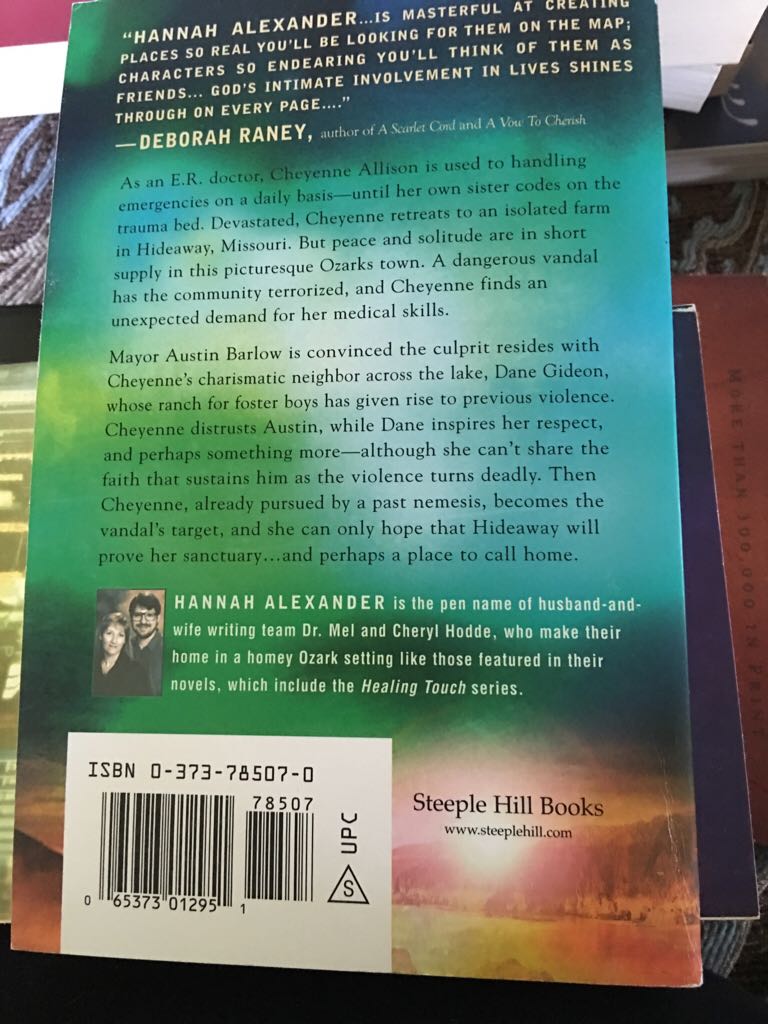 "HANNAH ALEXANDER...IS MASTERFUL AT CREATING
PLACES SO REAL YOU'LL BE LOOKING FOR THEM ON THE MAP;
CHARACTERS SO ENDEARING YOU'LL THINK OF THEM AS
FRIENDS... GOD'S INTIMATE INVOLVEMENT IN LIVES SHINES
THROUGH ON EVERY PAGE...."
—DEBORAH RANEY, author of A Scarlet Cord and A Vow To Cherish
As an E.R. doctor, Cheyenne Allison is used to handling
emergencies on a daily basis—until her own sister codes on the
trauma bed. Devastated, Cheyenne retreats to an isolated farm
in Hideaway, Missouri. But peace and solitude are in short
supply in this picturesque Ozarks town. A dangerous vandal
has the community terrorized, and Cheyenne finds an
unexpected demand for her medical skills.
Mayor Austin Barlow is convinced the culprit resides with
Cheyenne's charismatic neighbor across the lake, Dane Gideon,
whose ranch for foster boys has given rise to previous violence.
Cheyenne distrusts Austin, while Dane inspires her respect,
and perhaps something more—although she can't share the
faith that sustains him as the violence turns deadly. Then
Cheyenne, already pursued by a past nemesis, becomes the
vandal's target, and she can only hope that Hideaway will
prove her sanctuary...and perhaps a place to call home.
HANNAH ALEXANDER is the pen name of husband-and-
wife writing team Dr. Mel and Cheryl Hodde, who make their
home in a homey Ozark setting like those featured in their
novels, which include the Healing Touch series.
ISBN 0-373-78507-0
78507
UPC
S
0 65373 01295 1
Steeple Hill Books
www.steeplehill.com
MORE THAN 300,000 IN PRINT